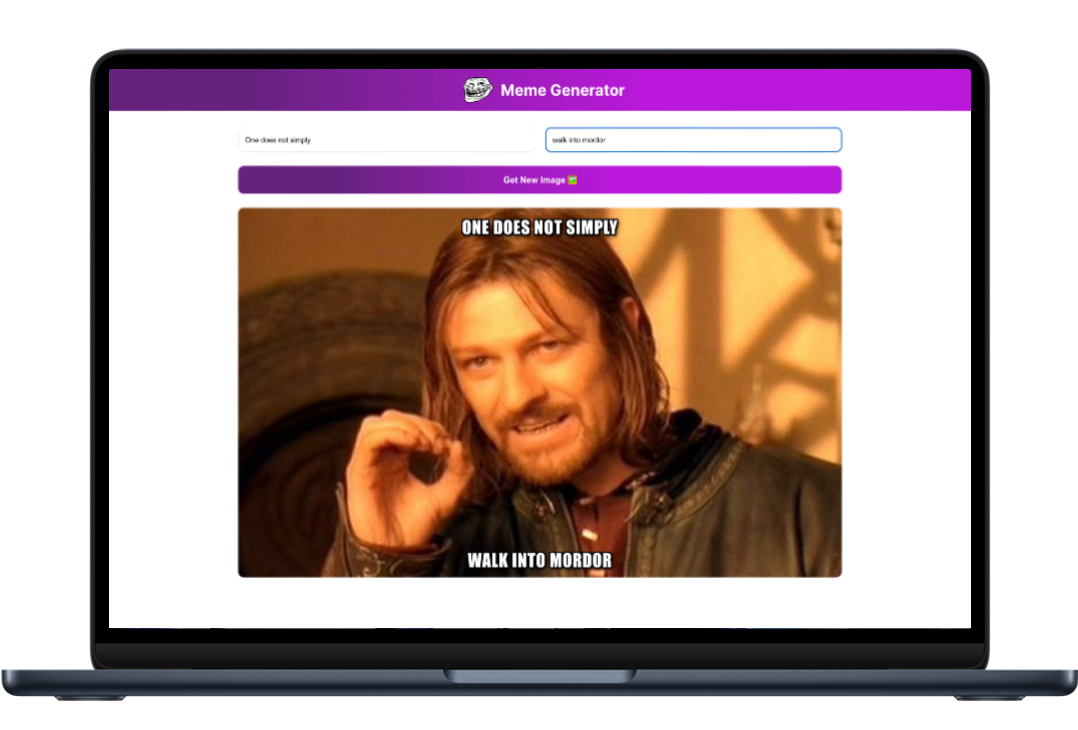 Meme Generator
One does not simply
walk into mordor
Get New Image 🖼️
ONE DOES NOT SIMPLY
WALK INTO MORDOR